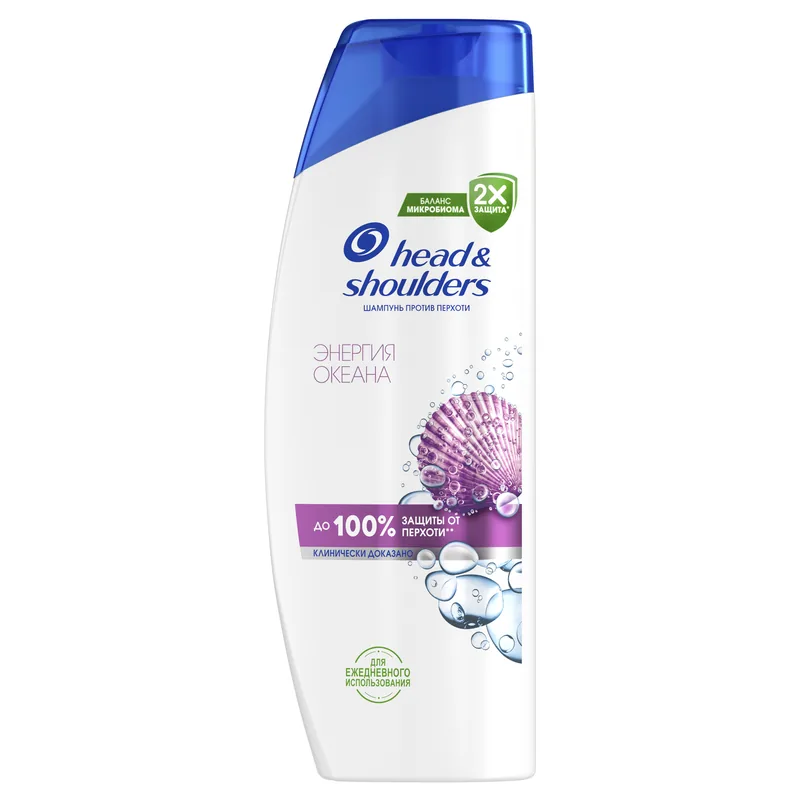 БАЛАНС
МИКРОБИОМА
2X
ЗАЩИТА*
head &
shoulders
ШАМПУНЬ ПРОТИВ ПЕРХОТИ
ЭНЕРГИЯ
ОКЕАНА
ДО 100% ЗАЩИТЫ ОТ
ПЕРХОТИ**
КЛИНИЧЕСКИ ДОКАЗАНО
ДЛЯ
ЕЖЕДНЕВНОГО
ИСПОЛЬЗОВАНИЯ